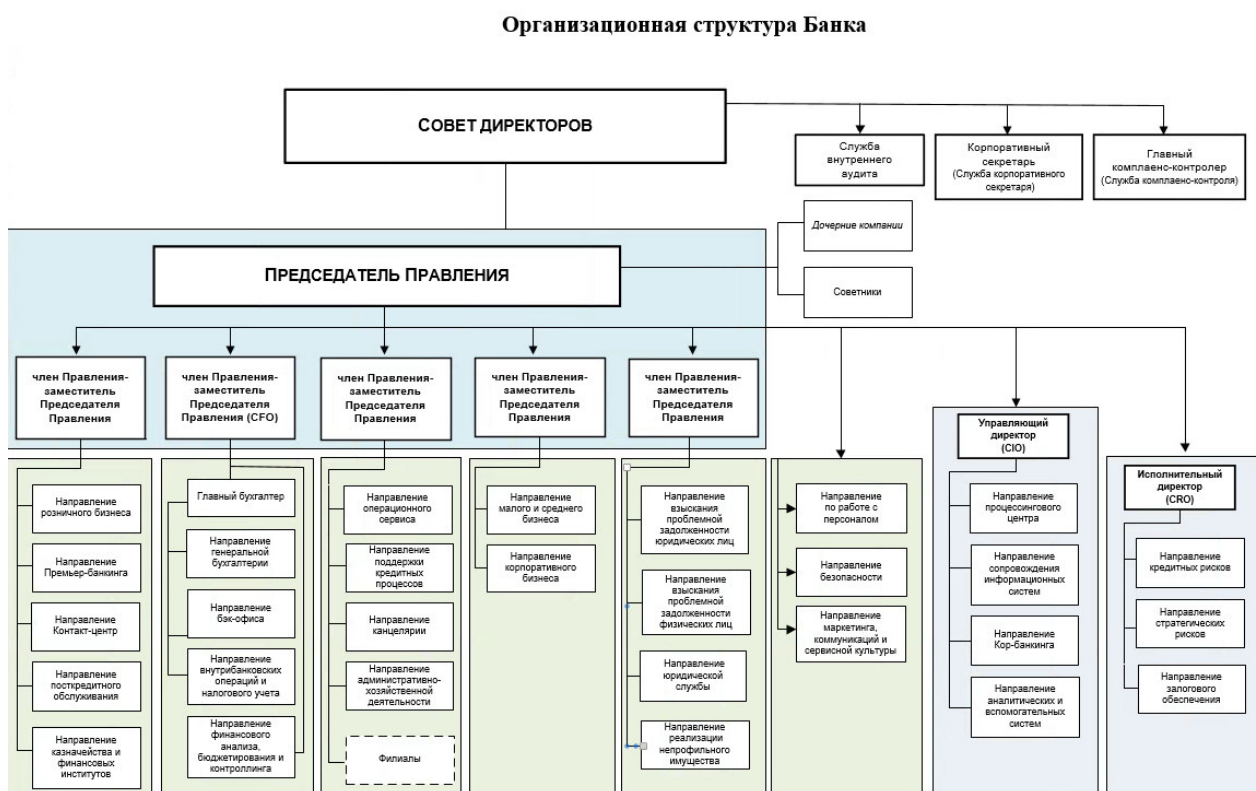 Организационная структура Банка
СОВЕТ ДИРЕКТОРОВ
Служба
внутреннего
аудита
Корпоративный
секретарь
(Служба корпоративного
секретаря)
Главный
комплаенс-контролер
(Служба комплаенс-контроля)
Дочерние компании
ПРЕДСЕДАТЕЛЬ ПРАВЛЕНИЯ
Советники
член Правления-
заместитель
Председателя
Правления
член Правления-
заместитель
Председателя
Правления (CFO)
член Правления-
заместитель
Председателя
Правления
член Правления-
заместитель
Председателя
Правления
член Правления-
заместитель
Председателя
Правления
Управляющий
директор
(CIO)
Исполнительный
директор
(CRO)
Направление
розничного бизнеса
Направление
Премьер-банкинга
Направление
Контакт-центр
Направление
посткредитного
обслуживания
Направление
казначейства и
финансовых
институтов
Главный бухгалтер
Направление
генеральной
бухгалтерии
Направление
бэк-офиса
Направление
внутрибанковских
операций и
налогового учета
Направление
финансового
анализа,
бюджетирования и
контроллинга
Направление
операционного
сервиса
Направление
поддержки
кредитных
процессов
Направление
канцелярии
Направление
административно-
хозяйственной
деятельности
Филиалы
Направление
малого и среднего
бизнеса
Направление
корпоративного
бизнеса
Направление
взыскания
проблемной
задолженности
юридических лиц
Направление
взыскания
проблемной
задолженности
физических лиц
Направление
юридической
службы
Направление
реализации
непрофильного
имущества
Направление
по работе с
персоналом
Направление
безопасности
Направление
маркетинга,
коммуникаций и
сервисной культуры
Направление
процессингового
центра
Направление
сопровождения
информационных
систем
Направление
Кор-банкинга
Направление
аналитических и
вспомогательных
систем
Направление
кредитных рисков
Направление
стратегических
рисков
Направление
залогового
обеспечения